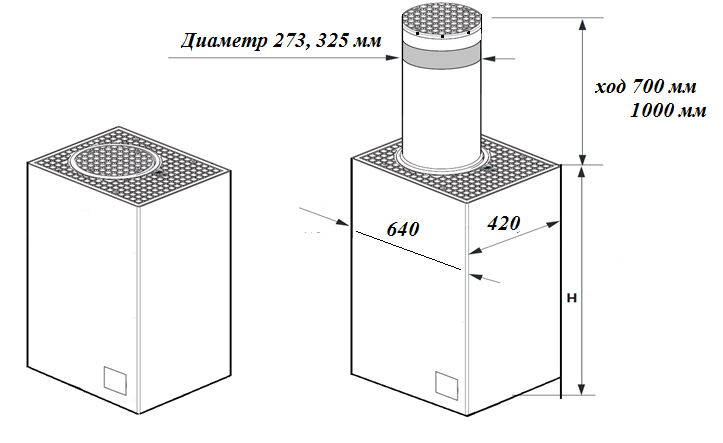 Диаметр 273, 325 мм
ход 700 мм
1000 мм
640
420
H